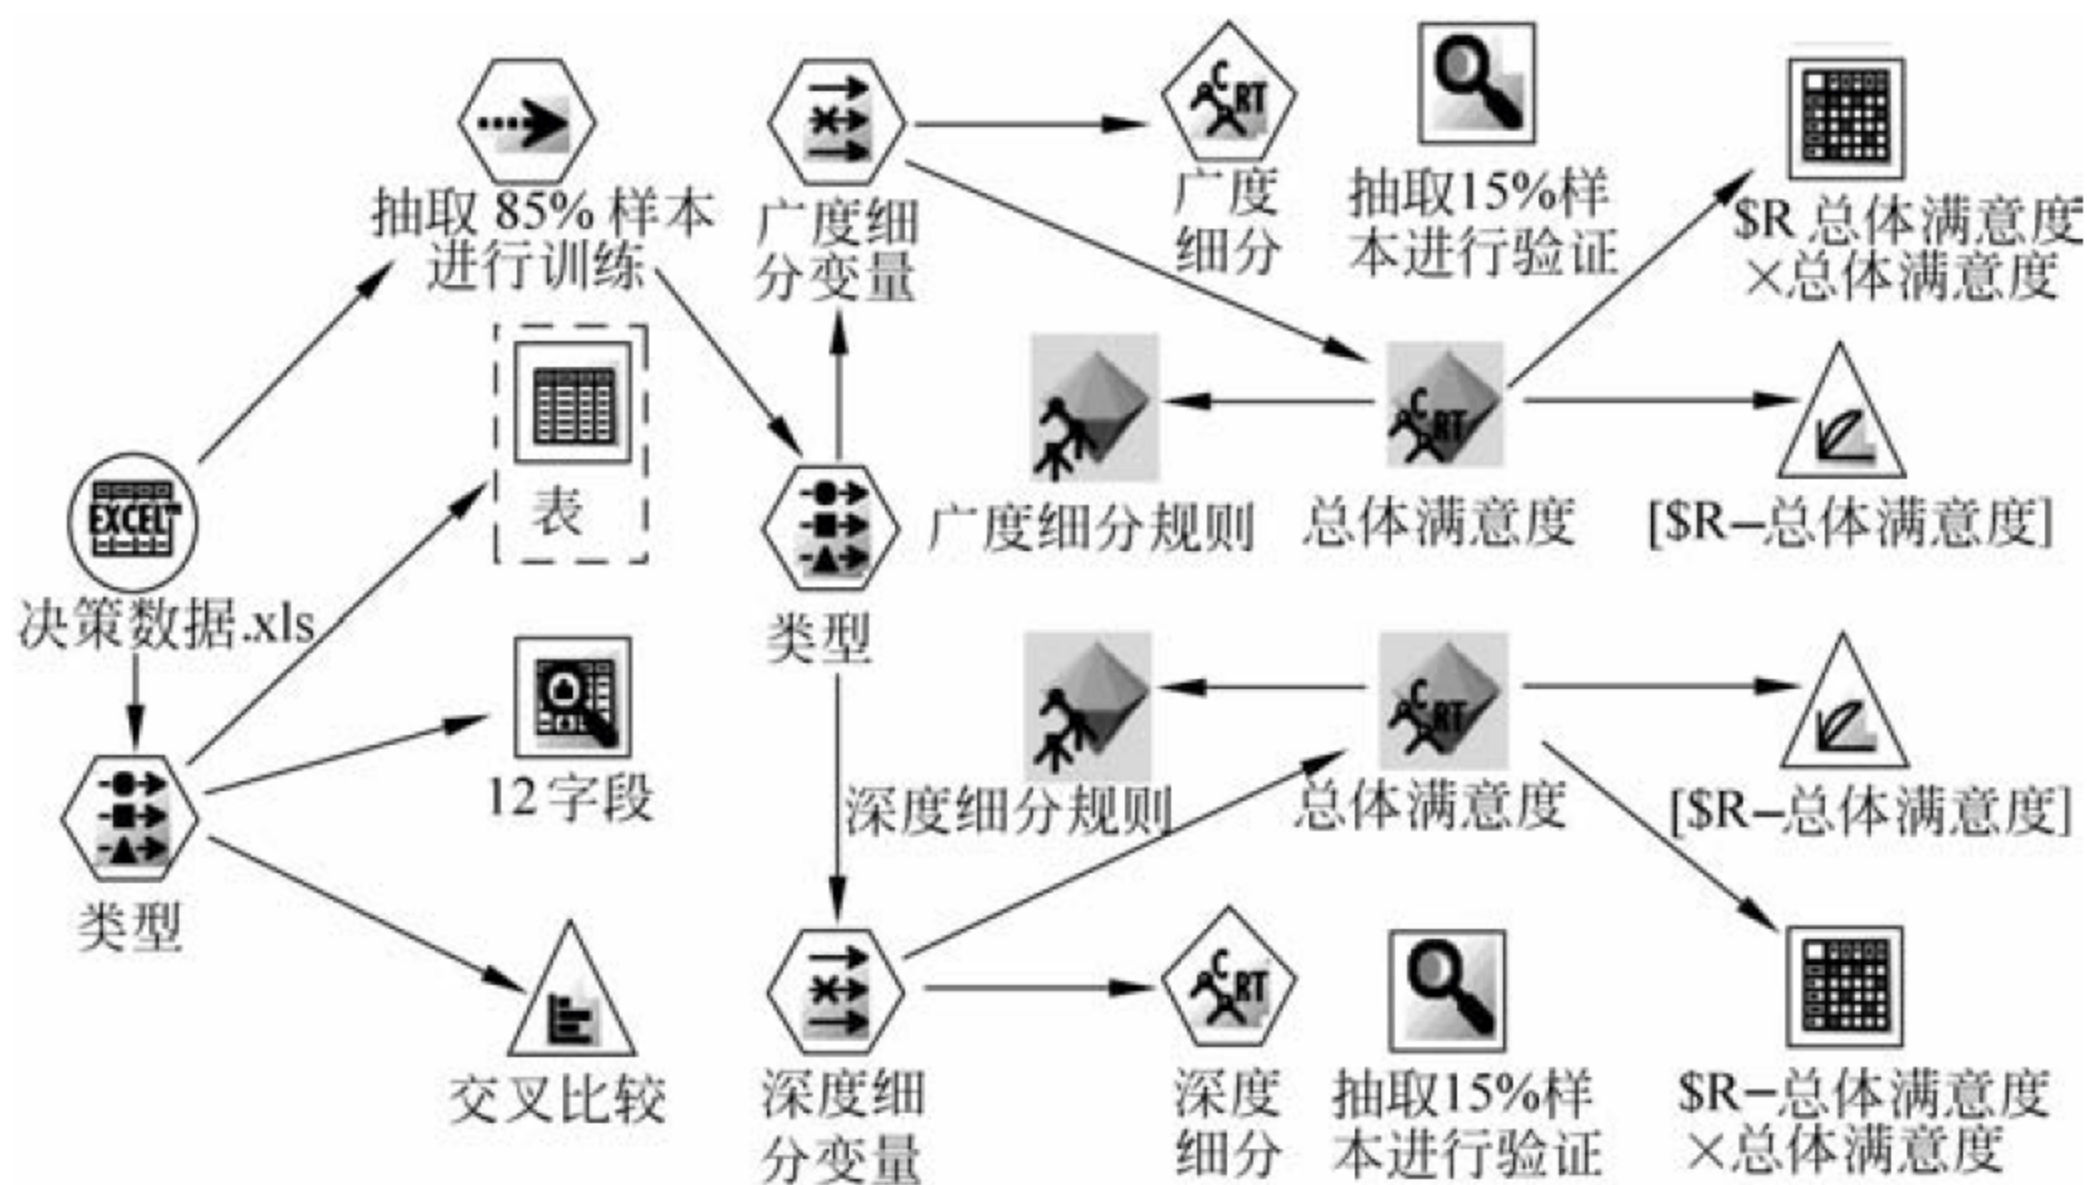 抽取 85% 样本
进行训练
广度细
分变量
广度
细分
抽取15%样
本进行验证
$R 总体满意度
×总体满意度
EXCEL
决策数据.xls
表
类型
广度细分规则
总体满意度
[$R–总体满意度]
12字段
深度细分规则
总体满意度
[$R–总体满意度]
类型
交叉比较
深度细
分变量
深度
细分
抽取15%样
本进行验证
$R–总体满意度
×总体满意度
C
RT
C
RT
C
RT
C
RT